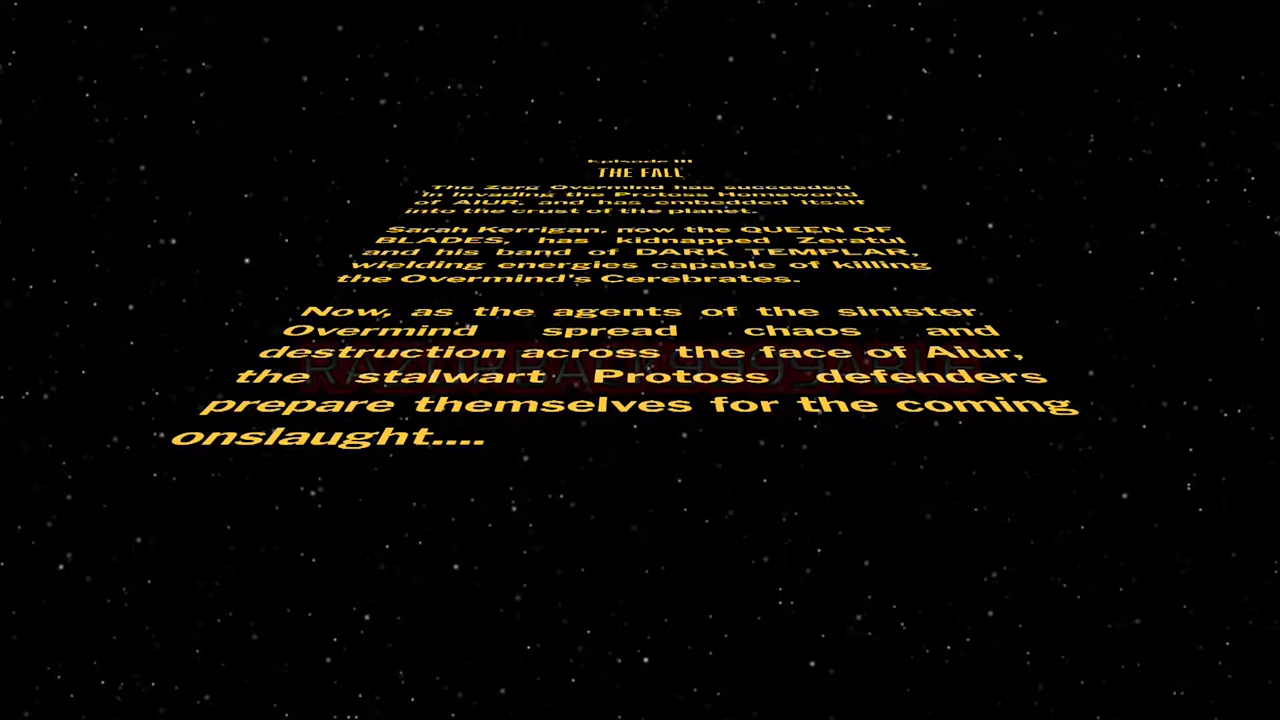 Episode III
THE FALL
The Zerg Overmind has succeeded
in invading the Protoss Homeworld
of AIUR, and has embedded itself
into the crust of the planet.
Sarah Kerrigan, now the QUEEN OF
BLADES, has kidnapped Zeratul
and his band of DARK TEMPLAR,
wielding energies capable of killing
the Overmind's Cerebrates.
Now, as the agents of the sinister
Overmind spread chaos and
destruction across the face of Aiur,
the stalwart Protoss defenders
prepare themselves for the coming
onslaught....